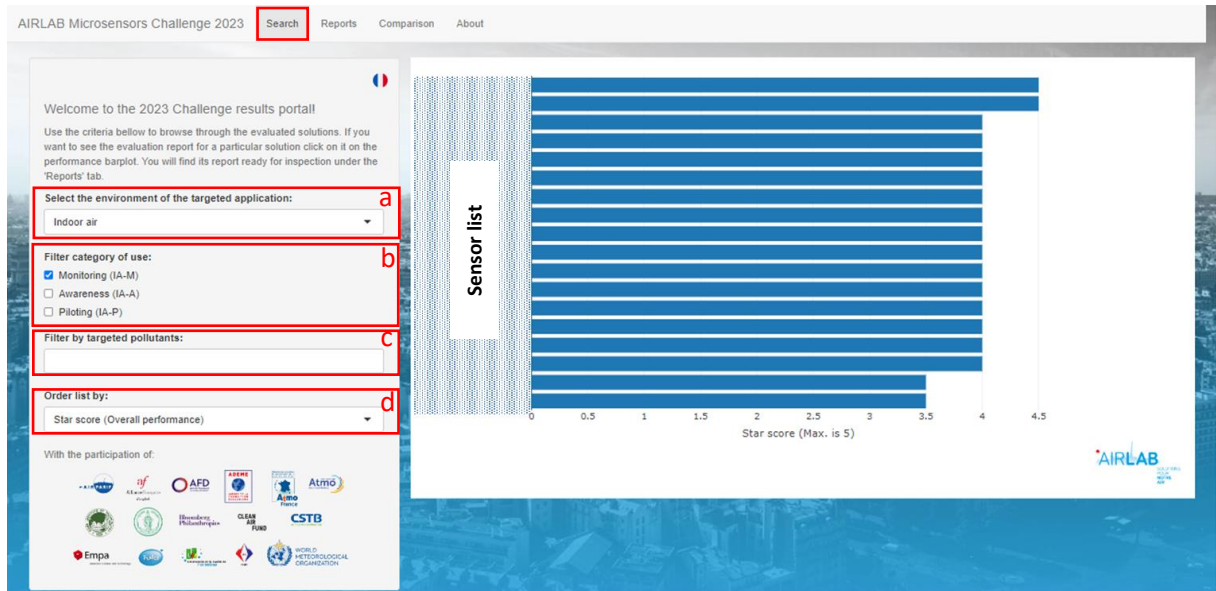 AIRLAB Microsensors Challenge 2023 Search Reports Comparison About
Welcome to the 2023 Challenge results portal!
Use the criteria bellow to browse through the evaluated solutions. If you
want to see the evaluation report for a particular solution click on it on the
performance barplot. You will find its report ready for inspection under the
'Reports' tab.
Select the environment of the targeted application:
a
Indoor air
Filter category of use:
b
Monitoring (IA-M)
Awareness (IA-A)
Piloting (IA-P)
Filter by targeted pollutants:
c
Order list by:
d
Star score (Overall performance)
With the participation of:
af
AFD
ADEME
Atmo
France
Atmo
Bloomberg
Philanthropies
CLEAN
AIR
FUND
CSTB
Empa
WORLD
METEOROLOGICAL
ORGANIZATION
Sensor list
0 0.5 1 1.5 2 2.5 3 3.5 4 4.5
Star score (Max. is 5)
AIRLAB